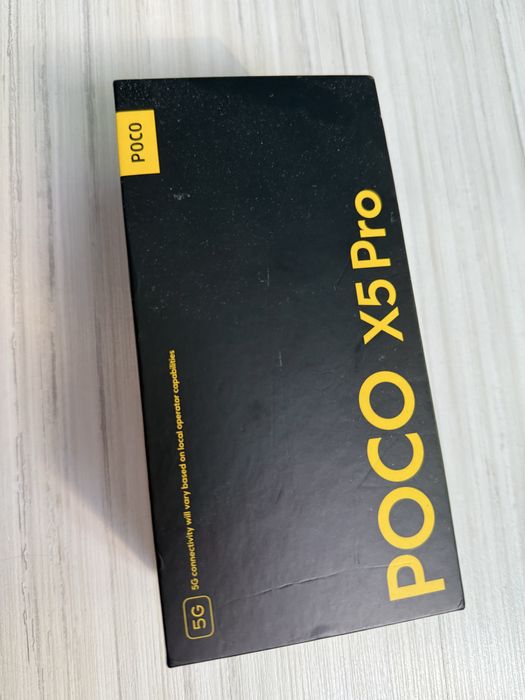 POCO
5G 5G connectivity will vary based on local operator capabilities
POCO X5 Pro